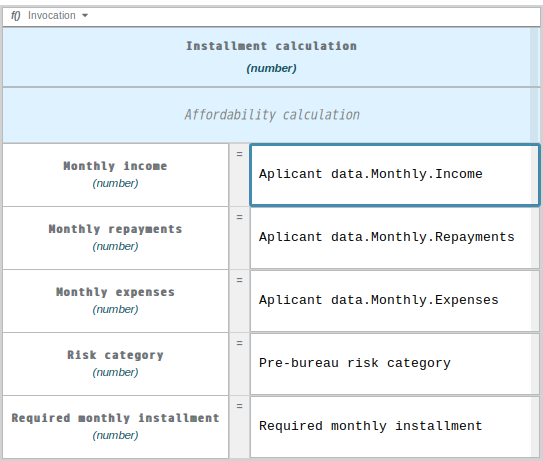 f() Invocation
Installment calculation
(number)
Affordability calculation
Monthly income
(number)
=
Aplicant data.Monthly.Income
Monthly repayments
(number)
=
Aplicant data.Monthly.Repayments
Monthly expenses
(number)
=
Aplicant data.Monthly.Expenses
Risk category
(number)
=
Pre-bureau risk category
Required monthly installment
(number)
=
Required monthly installment